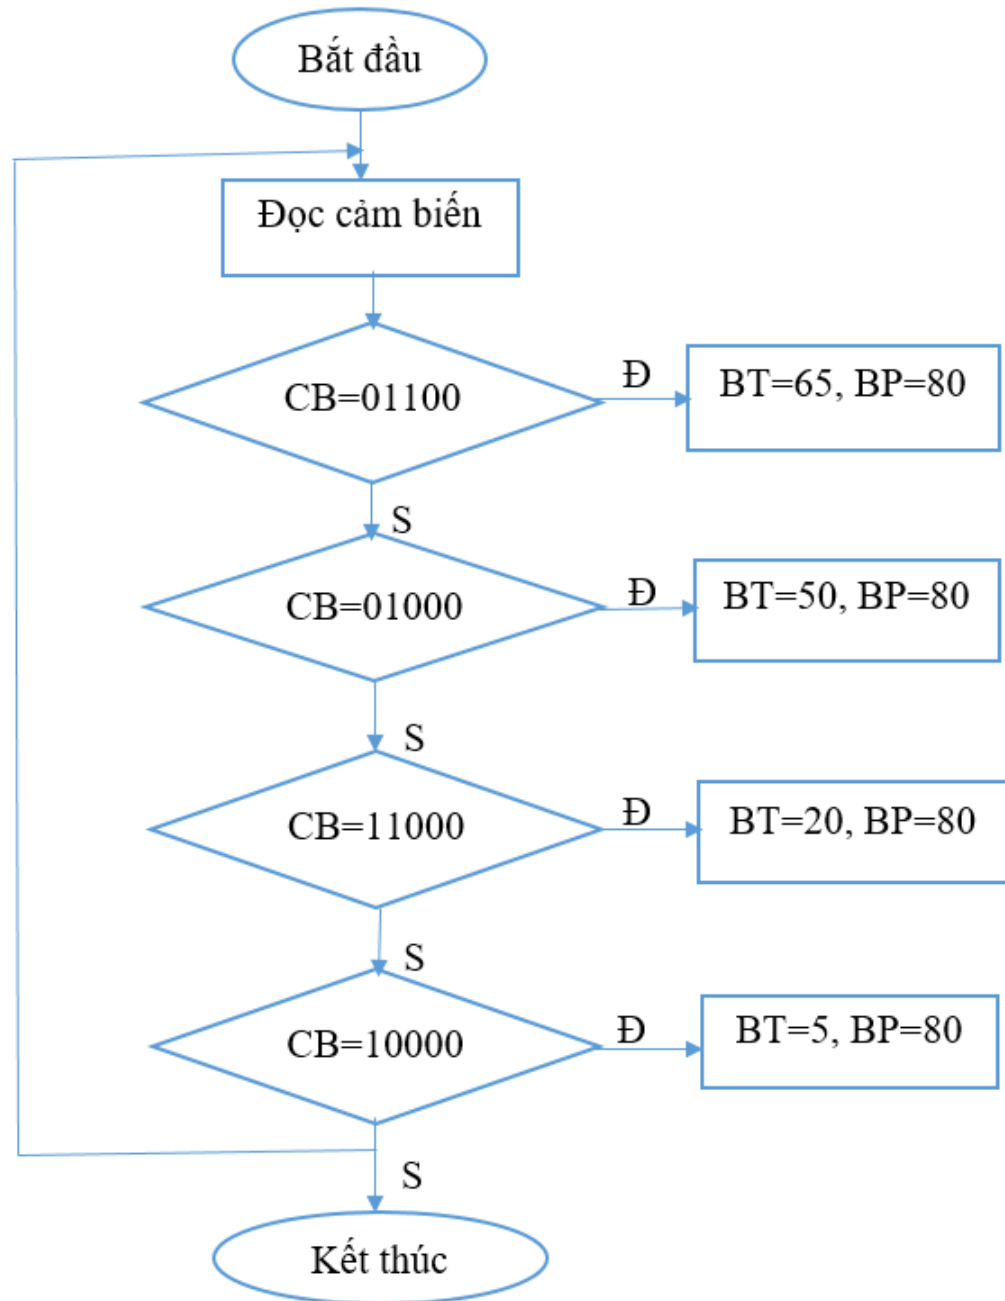 Bắt đầu
Đọc cảm biến
CB=01100
Đ
BT=65, BP=80
S
CB=01000
Đ
BT=50, BP=80
S
CB=11000
Đ
BT=20, BP=80
S
CB=10000
Đ
BT=5, BP=80
S
Kết thúc